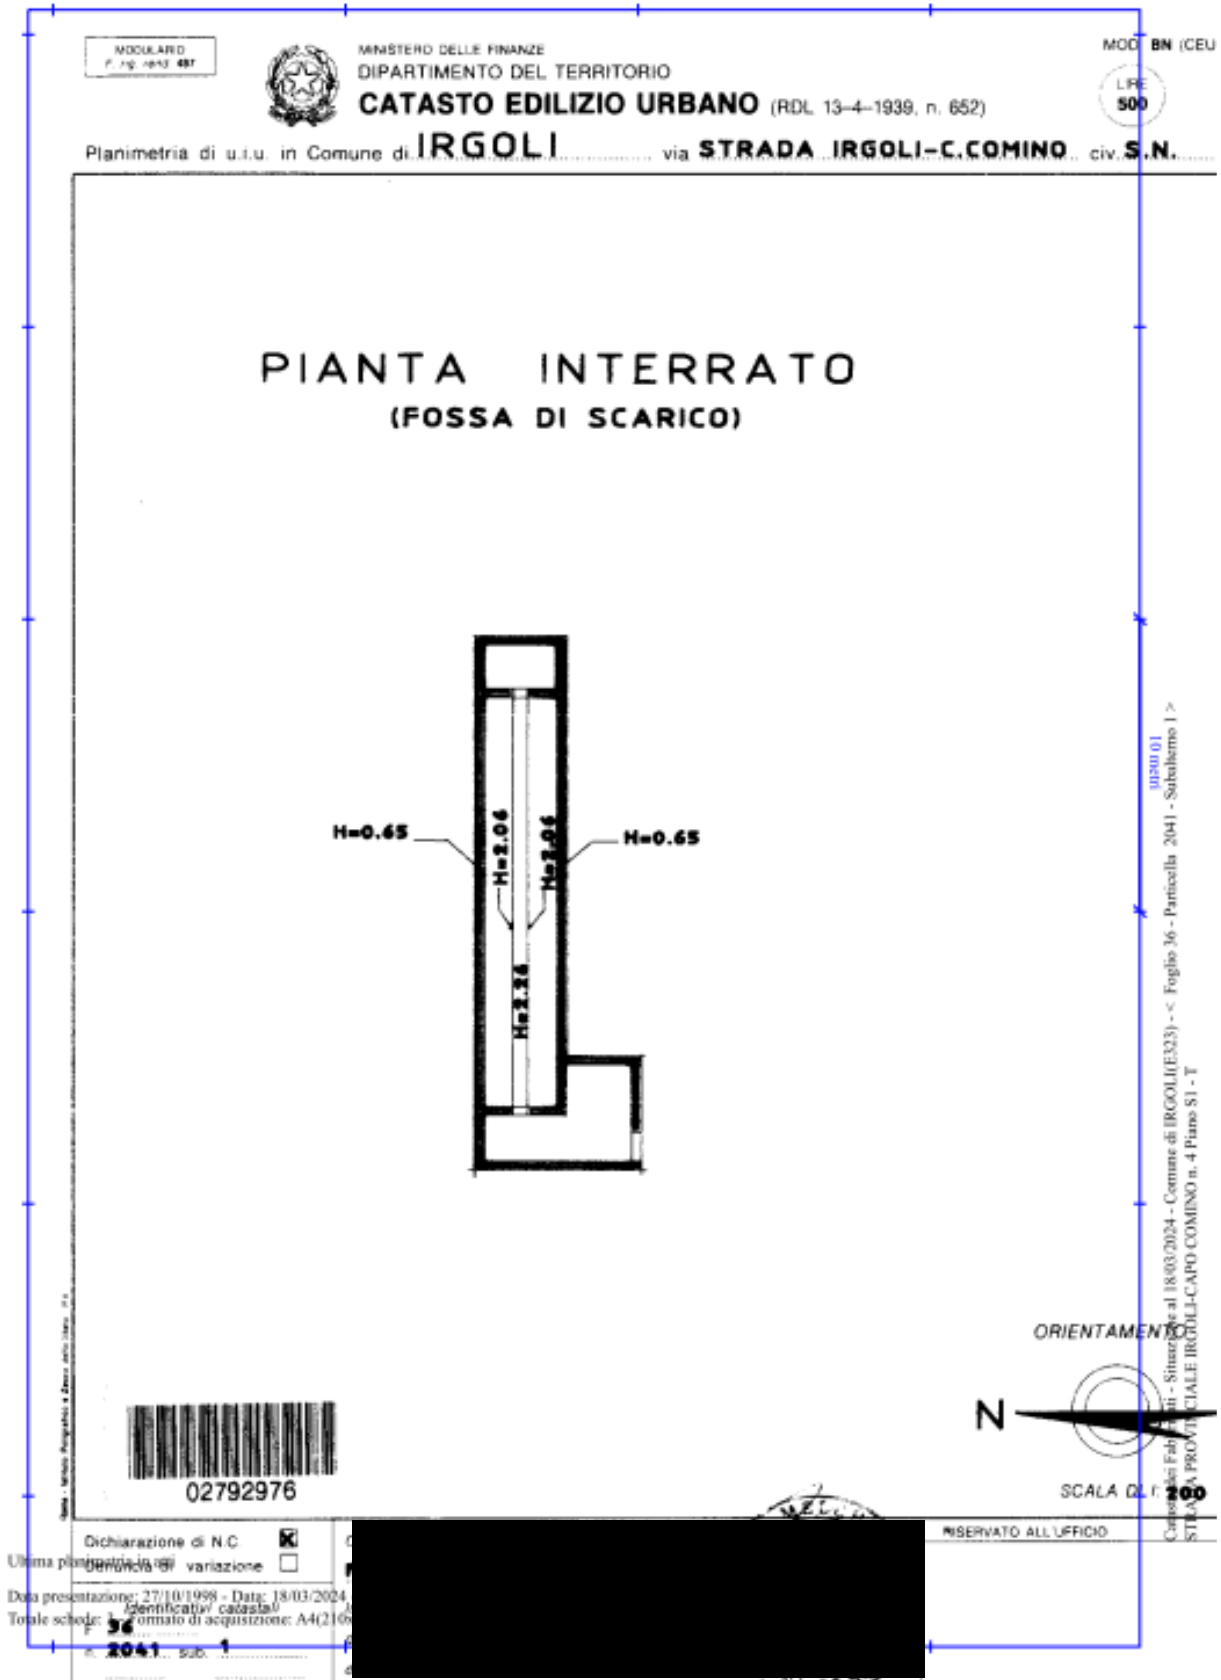 MODULARIO
F. rig. rend. 497
MINISTERO DELLE FINANZE
DIPARTIMENTO DEL TERRITORIO
CATASTO EDILIZIO URBANO (RDL 13-4-1939, n. 652)
MOD. BN (CEU
LIRE
500
Planimetria di u.i.u. in Comune di IRGOLI via STRADA IRGOLI-C.COMINO civ. S.N.
PIANTA INTERRATO
(FOSSA DI SCARICO)
H=0.65
H=2.06
H=2.06
H=0.65
H=2.26
10 metri
Catasto dei Fabbricati - Situazione al 18/03/2024 - Comune di IRGOLI(E323) - < Foglio 36 - Particella 2041 - Subalterno 1 >
STRADA PROVINCIALE IRGOLI-CAPO COMINO n. 4 Piano S1 - T
ORIENTAMENTO
N
SCALA DI 1: 200
02792976
Dichiarazione di N.C.
Denuncia di variazione
RISERVATO ALL'UFFICIO
Ultima planimetria in atti
Data presentazione: 27/10/1998 - Data: 18/03/2024
Identificativi catastali
Totale schede: 1 - Formato di acquisizione: A4(210
F. 36
n. 2041 sub. 1